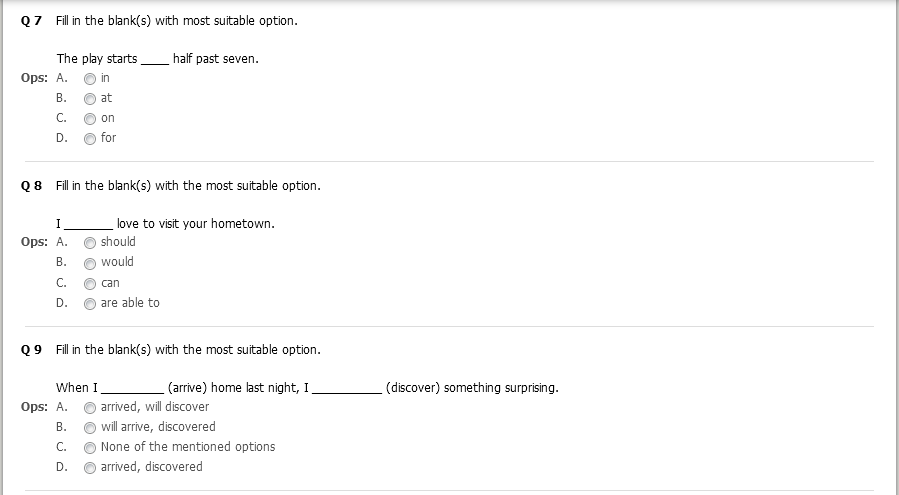 Q 7 Fill in the blank(s) with most suitable option.
The play starts ____ half past seven.
Ops: A. in
B. at
C. on
D. for
Q 8 Fill in the blank(s) with the most suitable option.
I _______ love to visit your hometown.
Ops: A. should
B. would
C. can
D. are able to
Q 9 Fill in the blank(s) with the most suitable option.
When I _________ (arrive) home last night, I __________ (discover) something surprising.
Ops: A. arrived, will discover
B. will arrive, discovered
C. None of the mentioned options
D. arrived, discovered